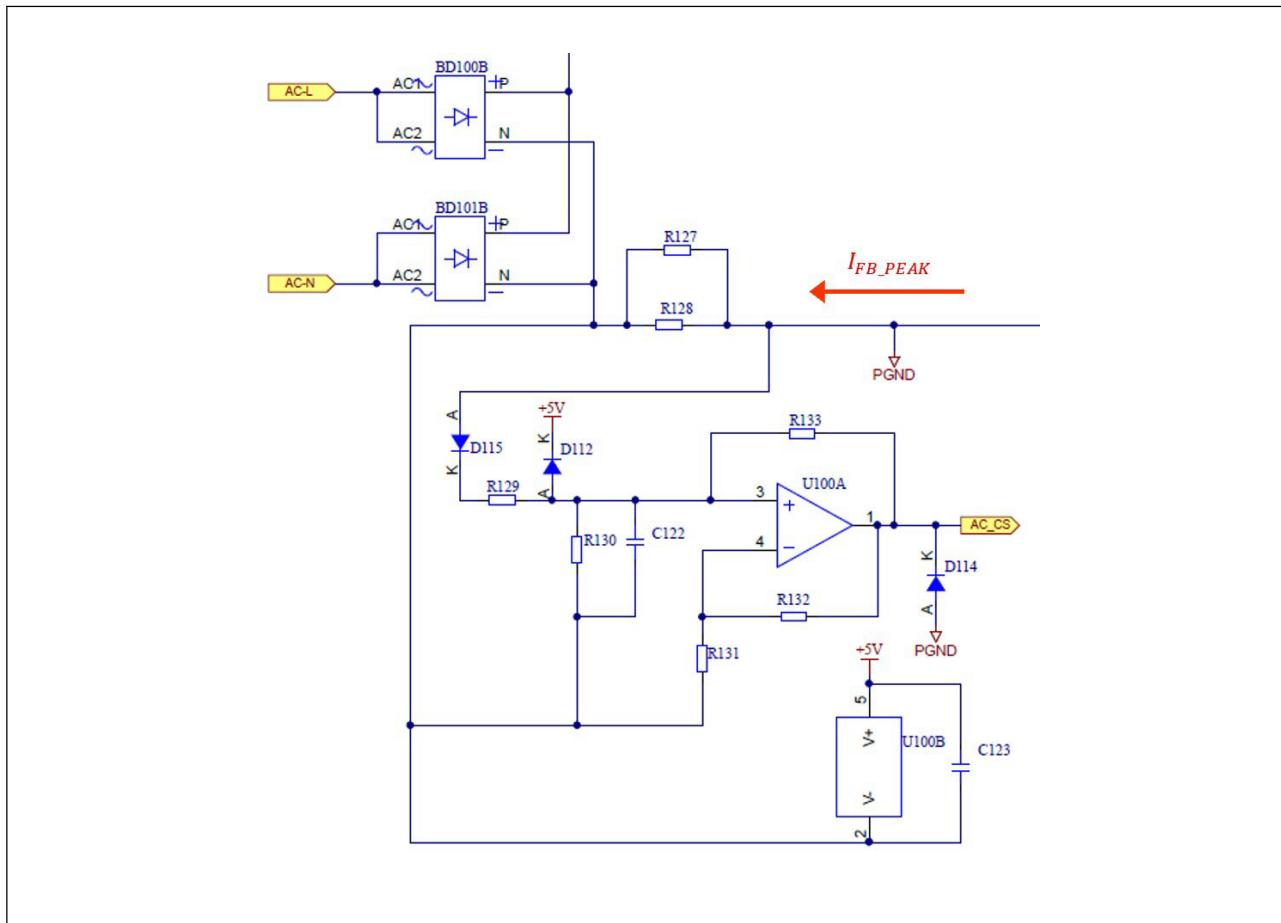 BD100B
AC-L
AC1
P
AC2
N
BD101B
AC1
P
AC-N
AC2
N
R127
I_FB_PEAK
R128
PGND
A
+5V
K
R133
D115
D112
K
R129
A
U100A
3
+
1
AC_CS
R130
C122
4
−
K
D114
R132
A
R131
PGND
+5V
5
V+
U100B
C123
V-
2